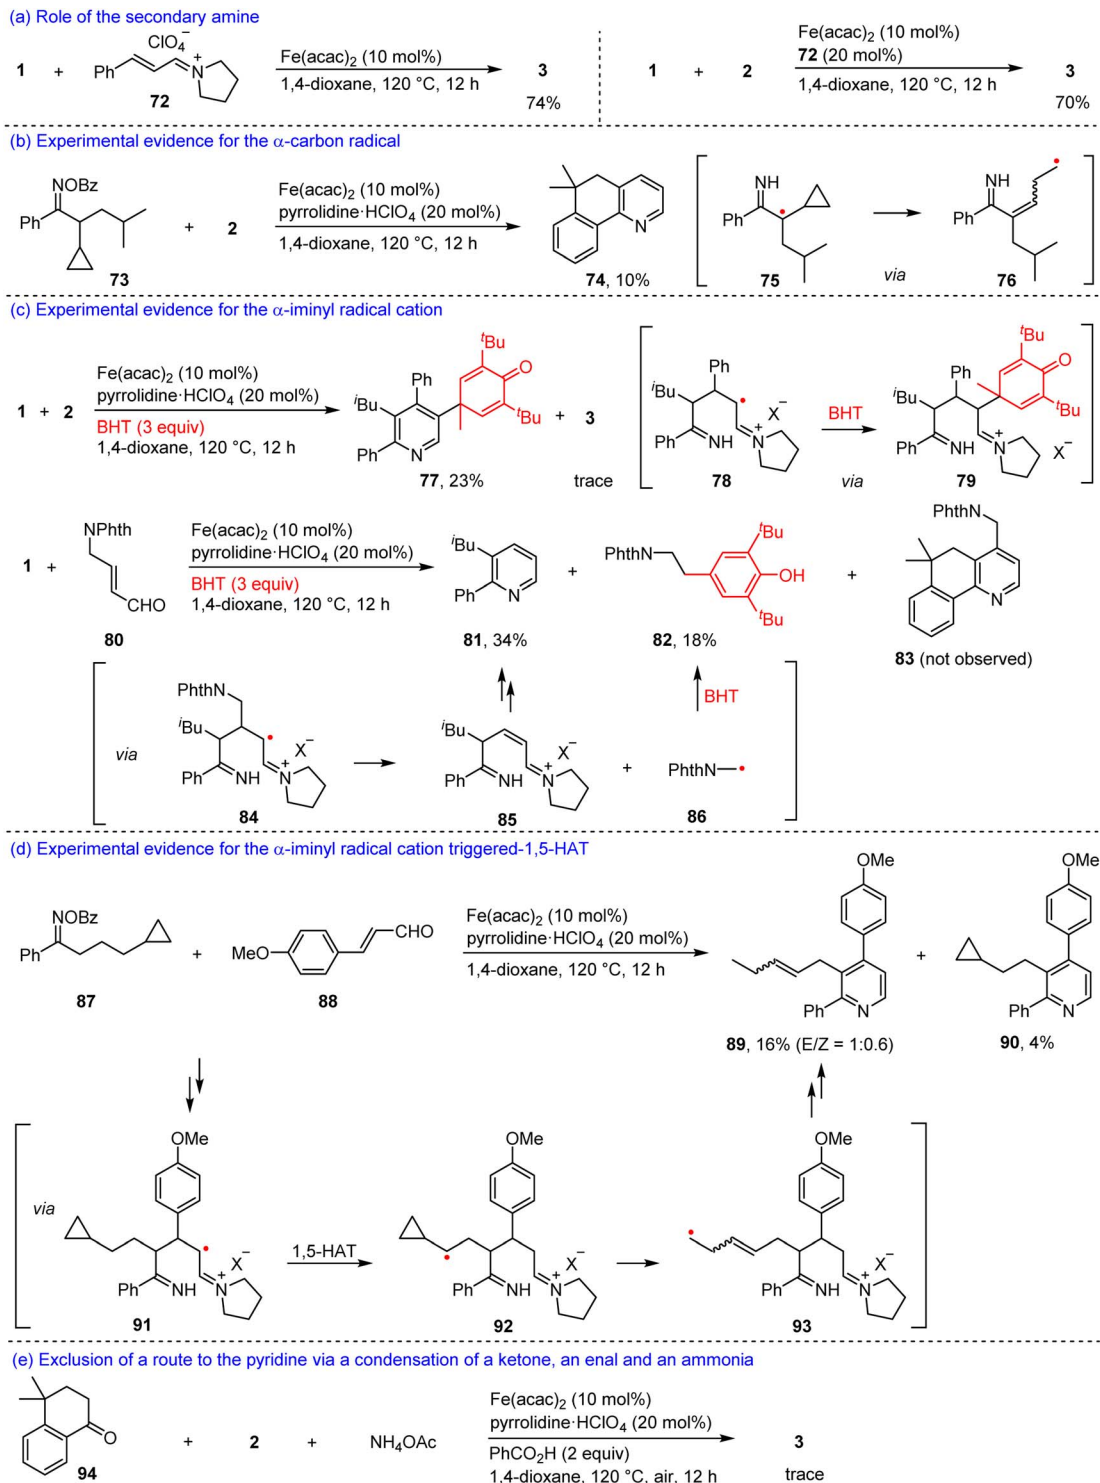 (a) Role of the secondary amine
1 + Ph ClO4− N+ 72 Fe(acac)2 (10 mol%) 1,4-dioxane, 120 °C, 12 h 3 74%
1 + 2 Fe(acac)2 (10 mol%) 72 (20 mol%) 1,4-dioxane, 120 °C, 12 h 3 70%
(b) Experimental evidence for the α-carbon radical
NOBz
Ph
73
+ 2
Fe(acac)2 (10 mol%)
pyrrolidine·HClO4 (20 mol%)
1,4-dioxane, 120 °C, 12 h
N
74, 10%
NH
Ph
75
via
NH
Ph
76
(c) Experimental evidence for the α-iminyl radical cation
1 + 2
Fe(acac)2 (10 mol%)
pyrrolidine·HClO4 (20 mol%)
BHT (3 equiv)
1,4-dioxane, 120 °C, 12 h
tBu
O
Ph
iBu
tBu
Ph
N
77, 23%
+ 3
trace
Ph
iBu
X−
Ph
NH
N+
78
BHT
via
tBu
O
Ph
iBu
tBu
Ph
NH
N+
X−
79
NPhth
1 +
CHO
80
Fe(acac)2 (10 mol%)
pyrrolidine·HClO4 (20 mol%)
BHT (3 equiv)
1,4-dioxane, 120 °C, 12 h
iBu
Ph
N
81, 34%
+
tBu
PhthN
OH
tBu
82, 18%
+
PhthN
N
83 (not observed)
via
PhthN
iBu
X−
Ph
NH
N+
84
iBu
X−
Ph
NH
N+
85
+
BHT
PhthN
86
(d) Experimental evidence for the α-iminyl radical cation triggered-1,5-HAT
NOBz
Ph
87
+
CHO
MeO
88
Fe(acac)2 (10 mol%)
pyrrolidine·HClO4 (20 mol%)
1,4-dioxane, 120 °C, 12 h
OMe
Ph
N
89, 16% (E/Z = 1:0.6)
+
OMe
Ph
N
90, 4%
via
OMe
X−
Ph
NH
N+
91
1,5-HAT
OMe
X−
Ph
NH
N+
92
OMe
X−
Ph
NH
N+
93
(e) Exclusion of a route to the pyridine via a condensation of a ketone, an enal and an ammonia
O
94
+ 2 + NH4OAc
Fe(acac)2 (10 mol%)
pyrrolidine·HClO4 (20 mol%)
PhCO2H (2 equiv)
1,4-dioxane, 120 °C, air, 12 h
3
trace